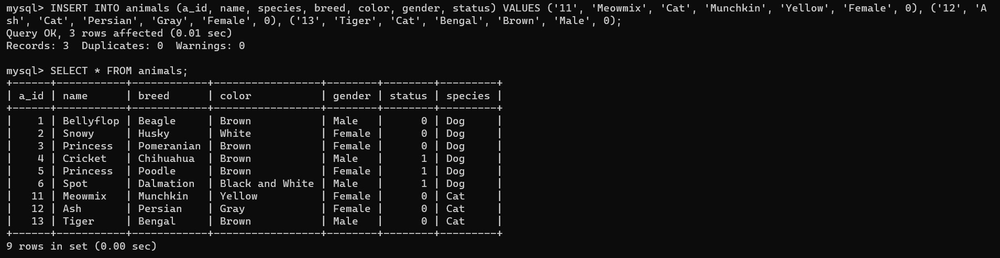 mysql> INSERT INTO animals (a_id, name, species, breed, color, gender, status) VALUES ('11', 'Meowmix', 'Cat', 'Munchkin', 'Yellow', 'Female', 0), ('12', 'A
sh', 'Cat', 'Persian', 'Gray', 'Female', 0), ('13', 'Tiger', 'Cat', 'Bengal', 'Brown', 'Male', 0);
Query OK, 3 rows affected (0.01 sec)
Records: 3  Duplicates: 0  Warnings: 0
mysql> SELECT * FROM animals;
+------+-----------+------------+-----------------+--------+--------+---------+
| a_id | name      | breed      | color           | gender | status | species |
+------+-----------+------------+-----------------+--------+--------+---------+
|    1 | Bellyflop | Beagle     | Brown           | Male   |      0 | Dog     |
|    2 | Snowy     | Husky      | White           | Female |      0 | Dog     |
|    3 | Princess  | Pomeranian | Brown           | Female |      0 | Dog     |
|    4 | Cricket   | Chihuahua  | Brown           | Male   |      1 | Dog     |
|    5 | Princess  | Poodle     | Brown           | Female |      1 | Dog     |
|    6 | Spot      | Dalmation  | Black and White | Male   |      1 | Dog     |
|   11 | Meowmix   | Munchkin   | Yellow          | Female |      0 | Cat     |
|   12 | Ash       | Persian    | Gray            | Female |      0 | Cat     |
|   13 | Tiger     | Bengal     | Brown           | Male   |      0 | Cat     |
+------+-----------+------------+-----------------+--------+--------+---------+
9 rows in set (0.00 sec)